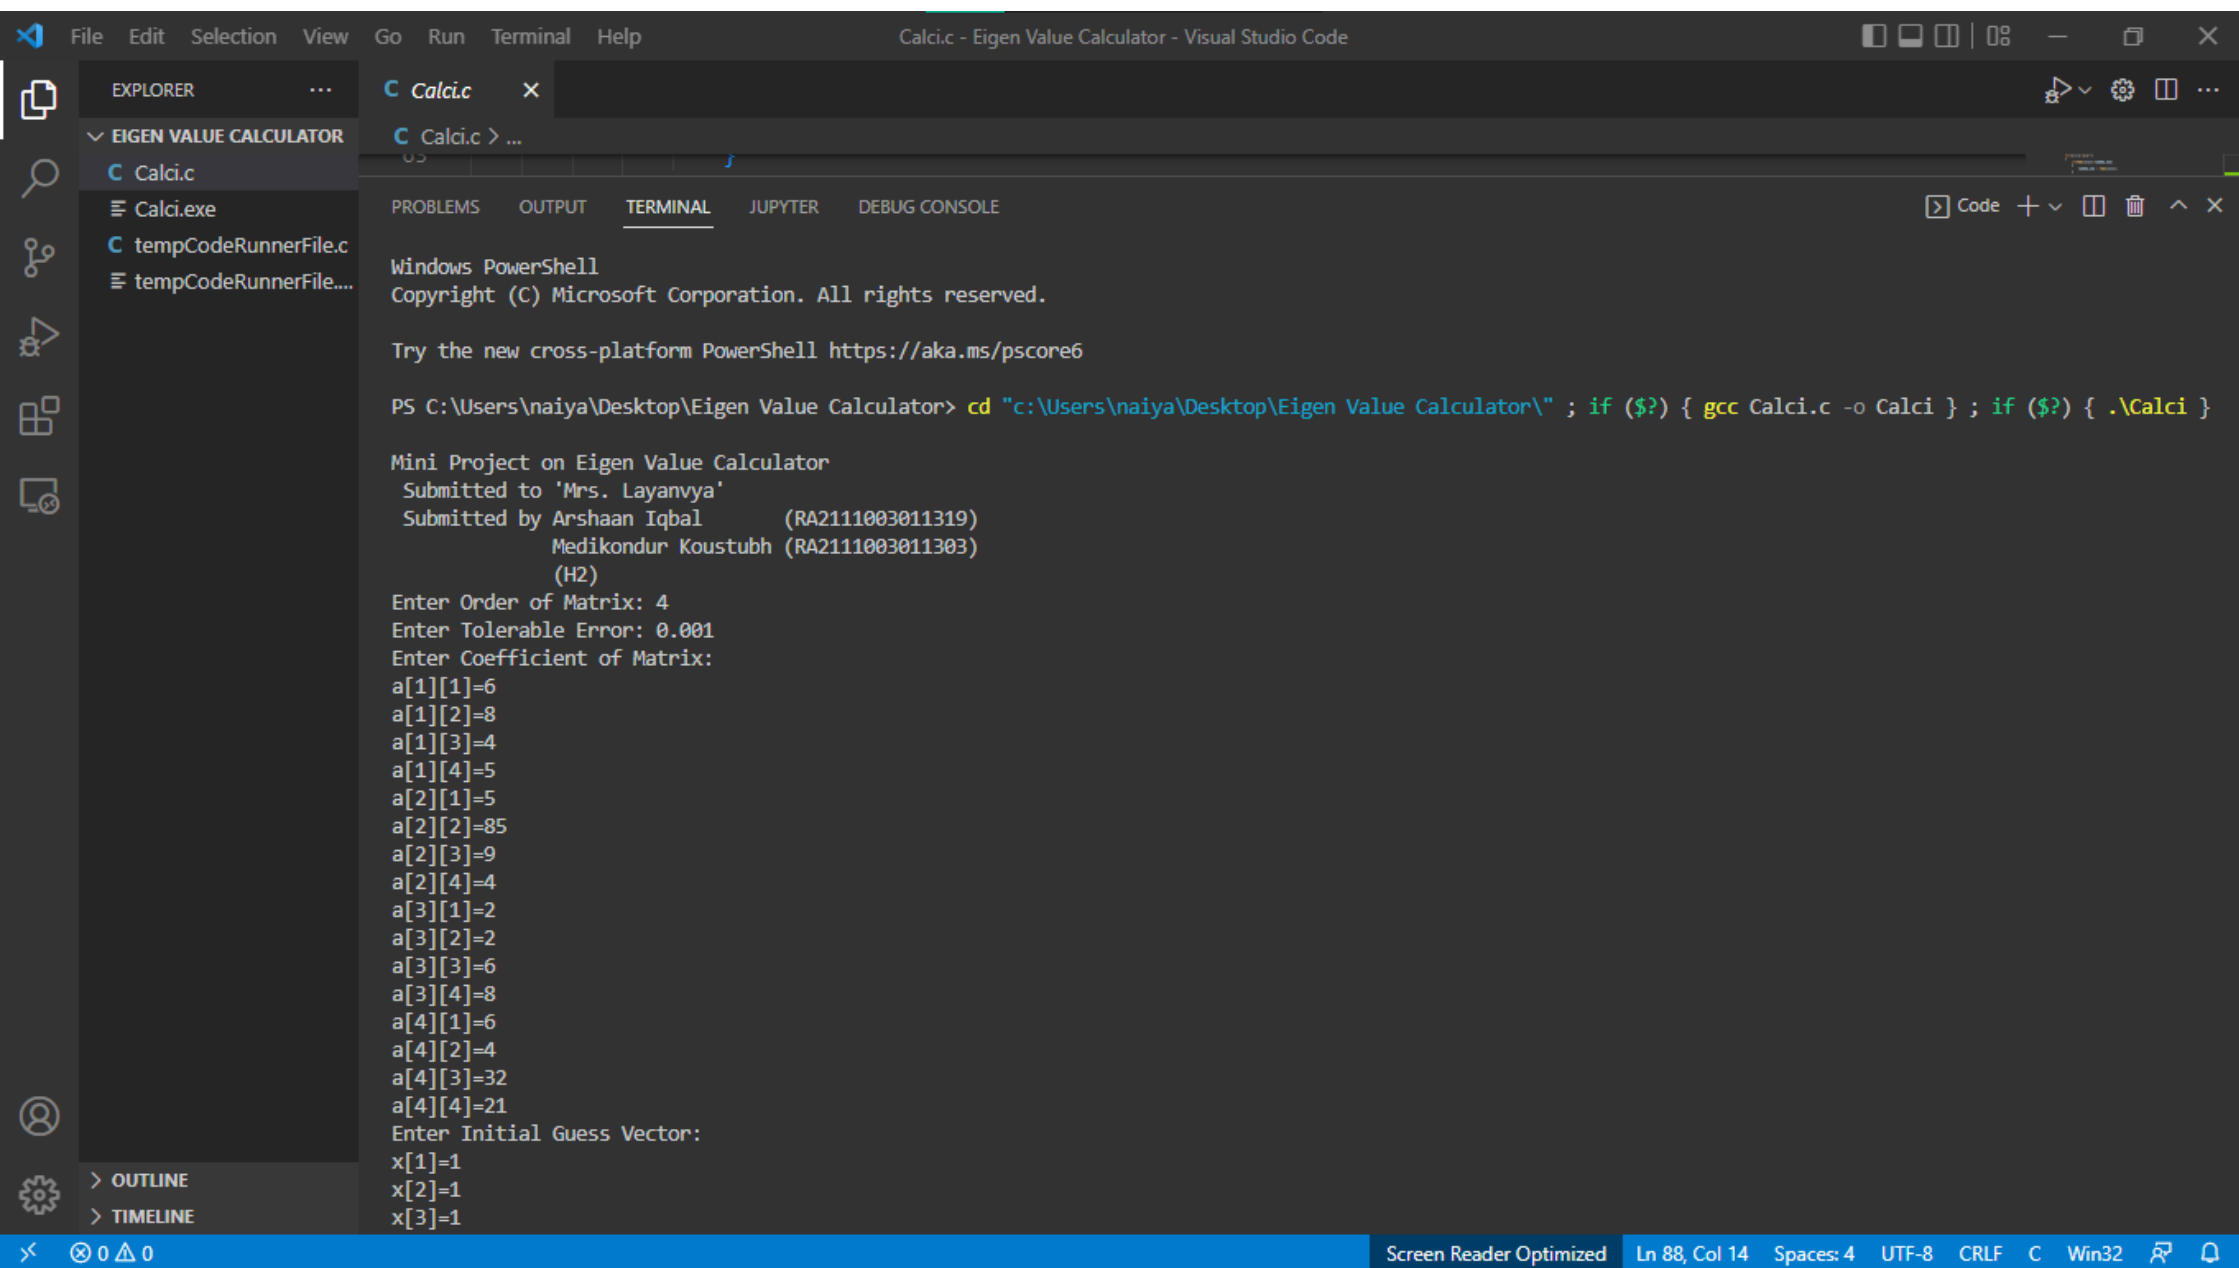 File Edit Selection View Go Run Terminal Help
Calci.c - Eigen Value Calculator - Visual Studio Code
EXPLORER
EIGEN VALUE CALCULATOR
C Calci.c
Calci.exe
C tempCodeRunnerFile.c
tempCodeRunnerFile....
OUTLINE
TIMELINE
C Calci.c
C Calci.c > ...
}
PROBLEMS OUTPUT TERMINAL JUPYTER DEBUG CONSOLE
Code
Windows PowerShell
Copyright (C) Microsoft Corporation. All rights reserved.
Try the new cross-platform PowerShell https://aka.ms/pscore6
PS C:\Users\naiya\Desktop\Eigen Value Calculator> cd "c:\Users\naiya\Desktop\Eigen Value Calculator\" ; if ($?) { gcc Calci.c -o Calci } ; if ($?) { .\Calci }
Mini Project on Eigen Value Calculator
Submitted to 'Mrs. Layanvya'
Submitted by Arshaan Iqbal (RA2111003011319)
Medikondur Koustubh (RA2111003011303)
(H2)
Enter Order of Matrix: 4
Enter Tolerable Error: 0.001
Enter Coefficient of Matrix:
a[1][1]=6
a[1][2]=8
a[1][3]=4
a[1][4]=5
a[2][1]=5
a[2][2]=85
a[2][3]=9
a[2][4]=4
a[3][1]=2
a[3][2]=2
a[3][3]=6
a[3][4]=8
a[4][1]=6
a[4][2]=4
a[4][3]=32
a[4][4]=21
Enter Initial Guess Vector:
x[1]=1
x[2]=1
x[3]=1
0 0
Screen Reader Optimized Ln 88, Col 14 Spaces: 4 UTF-8 CRLF C Win32